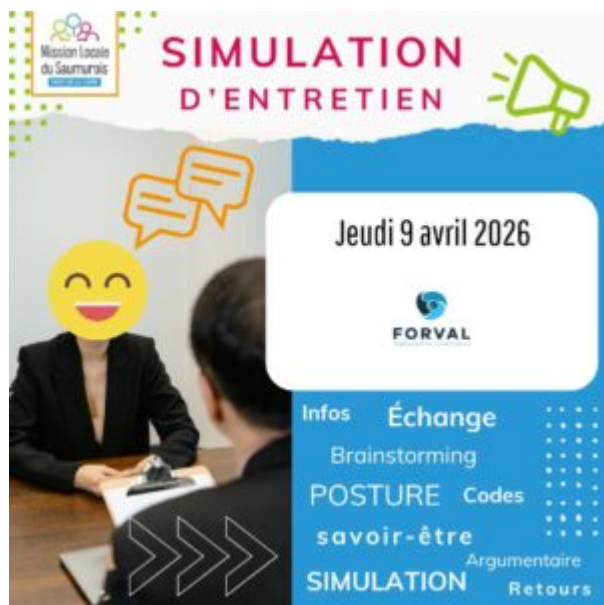 Mission Locale
du Saumurois
SIMULATION
D'ENTRETIEN
Jeudi 9 avril 2026
FORVAL
Infos
Échange
Brainstorming
POSTURE
Codes
savoir-être
Argumentaire
SIMULATION
Retours